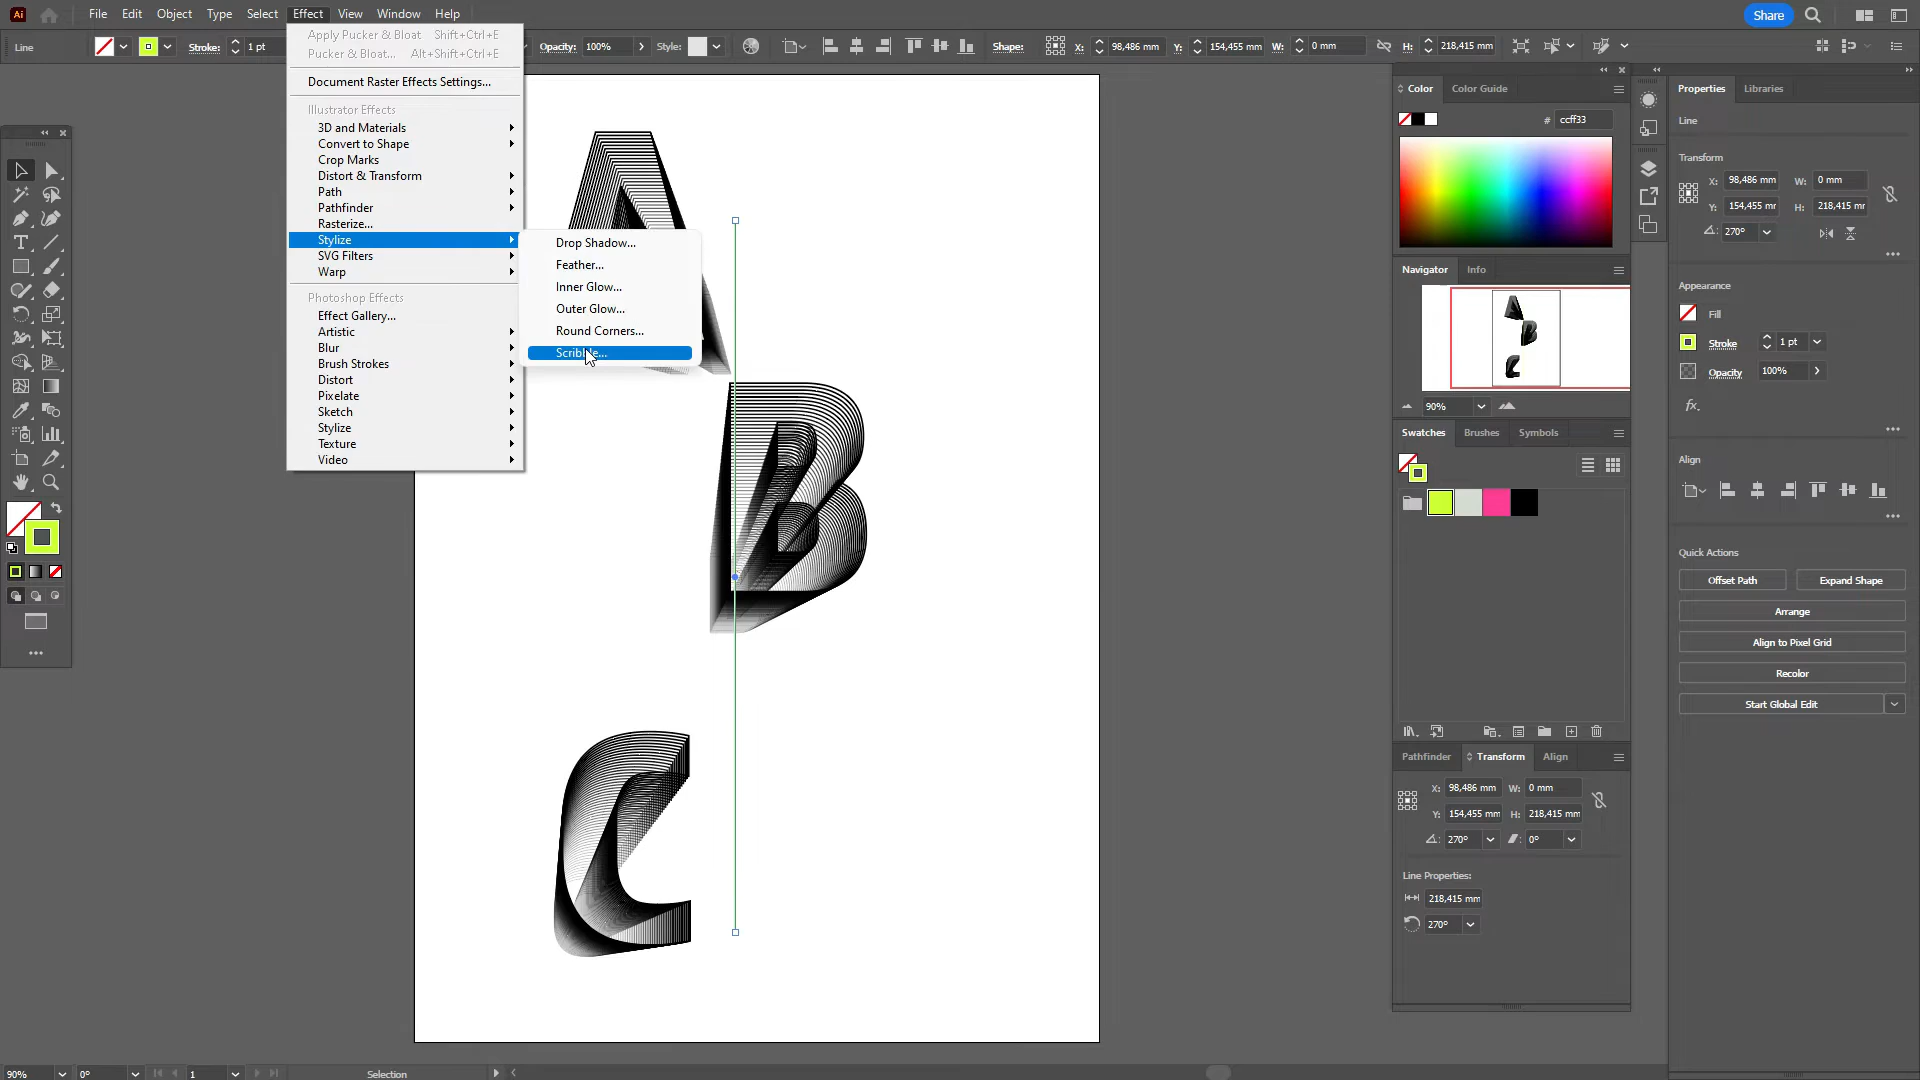 Ai File Edit Object Type Select Effect View Window Help Share
Line Stroke: 1 pt Opacity: 100% Style: Shape: X: 98,486 mm Y: 154,455 mm W: 0 mm H: 218,415 mm
Apply Pucker & Bloat Shift+Ctrl+E
Pucker & Bloat... Alt+Shift+Ctrl+E
Document Raster Effects Settings...
Illustrator Effects
3D and Materials
Convert to Shape
Crop Marks
Distort & Transform
Path
Pathfinder
Rasterize...
Stylize
SVG Filters
Warp
Photoshop Effects
Effect Gallery...
Artistic
Blur
Brush Strokes
Distort
Pixelate
Sketch
Stylize
Texture
Video
Drop Shadow...
Feather...
Inner Glow...
Outer Glow...
Round Corners...
Scribble...
A
B
C
Color Color Guide
# ccff33
Navigator Info
A
B
C
90%
Swatches Brushes Symbols
Pathfinder Transform Align
X: 98,486 mm W: 0 mm
Y: 154,455 mm H: 218,415 mm
270° 0°
Line Properties:
218,415 mm
270°
Properties Libraries
Line
Transform
X: 98,486 mm W: 0 mm
Y: 154,455 mr H: 218,415 mr
270°
Appearance
Fill
Stroke 1 pt
Opacity 100%
fx.
Align
Quick Actions
Offset Path Expand Shape
Arrange
Align to Pixel Grid
Recolor
Start Global Edit
90% 0° 1 Selection